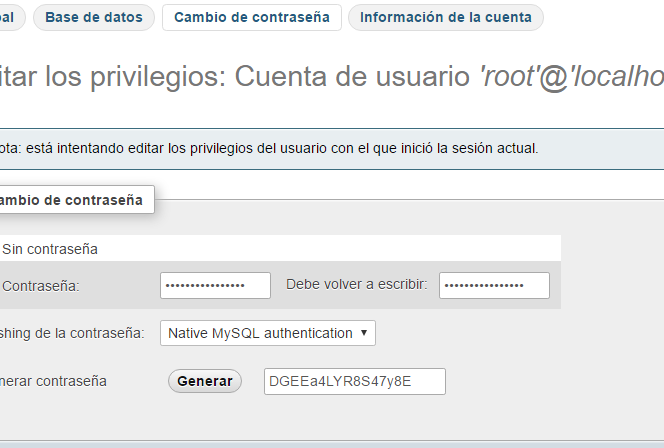 pal Base de datos Cambio de contraseña Información de la cuenta
itar los privilegios: Cuenta de usuario 'root'@'localho
ota: está intentando editar los privilegios del usuario con el que inició la sesión actual.
ambio de contraseña
Sin contraseña
Contraseña: •••••••••••••••• Debe volver a escribir: ••••••••••••••••
shing de la contraseña: Native MySQL authentication
nerar contraseña Generar DGEEa4LYR8S47y8E